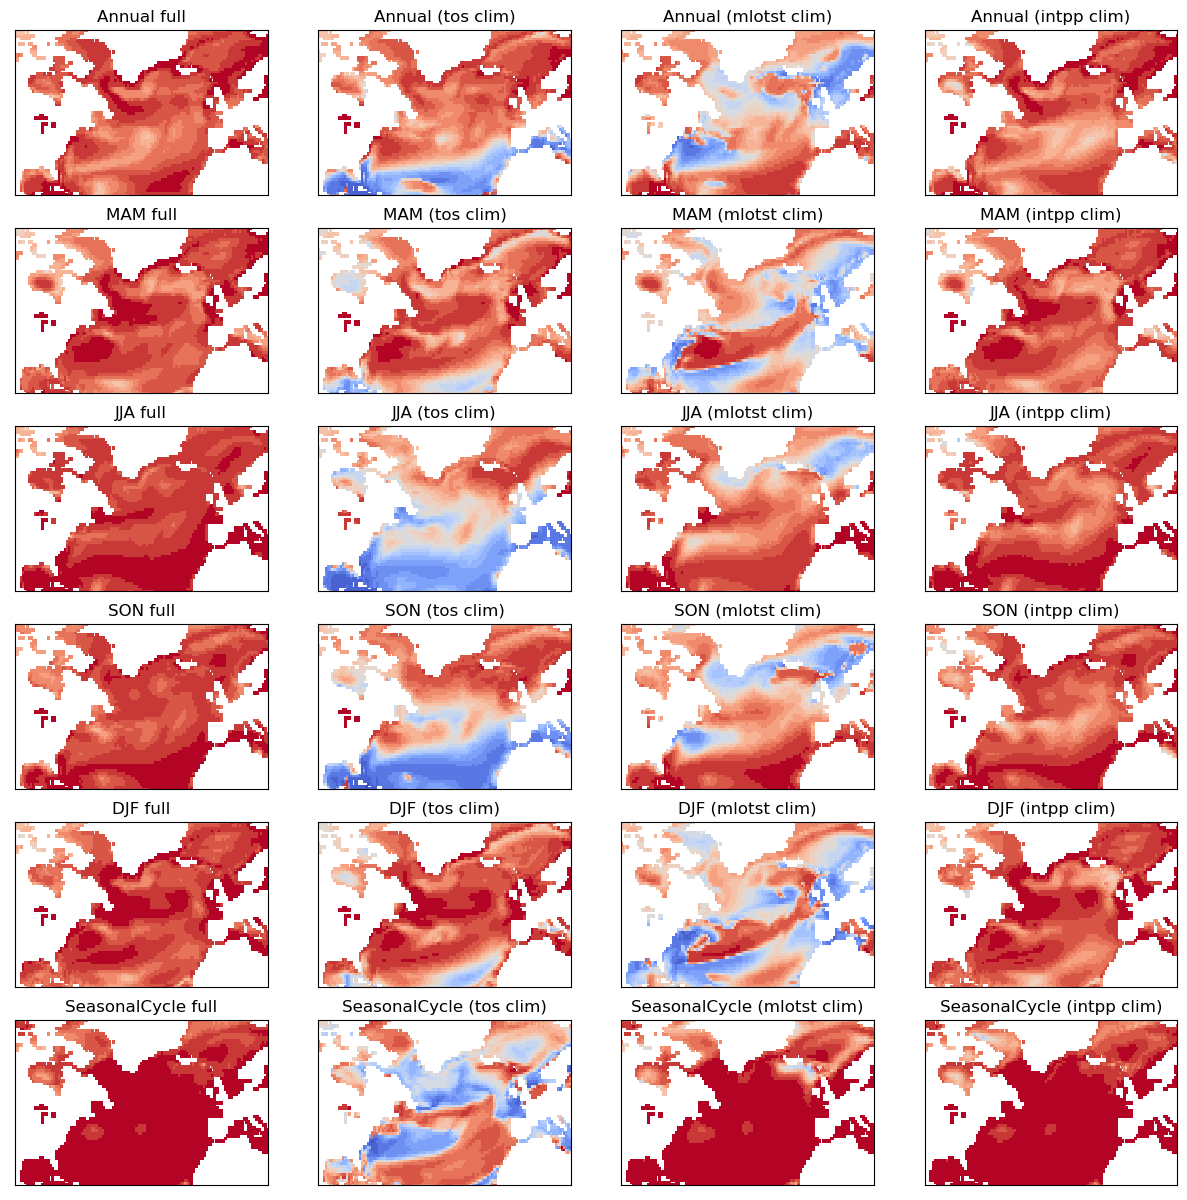 Annual full
Annual (tos clim)
Annual (mlotst clim)
Annual (intpp clim)
MAM full
MAM (tos clim)
MAM (mlotst clim)
MAM (intpp clim)
JJA full
JJA (tos clim)
JJA (mlotst clim)
JJA (intpp clim)
SON full
SON (tos clim)
SON (mlotst clim)
SON (intpp clim)
DJF full
DJF (tos clim)
DJF (mlotst clim)
DJF (intpp clim)
SeasonalCycle full
SeasonalCycle (tos clim)
SeasonalCycle (mlotst clim)
SeasonalCycle (intpp clim)